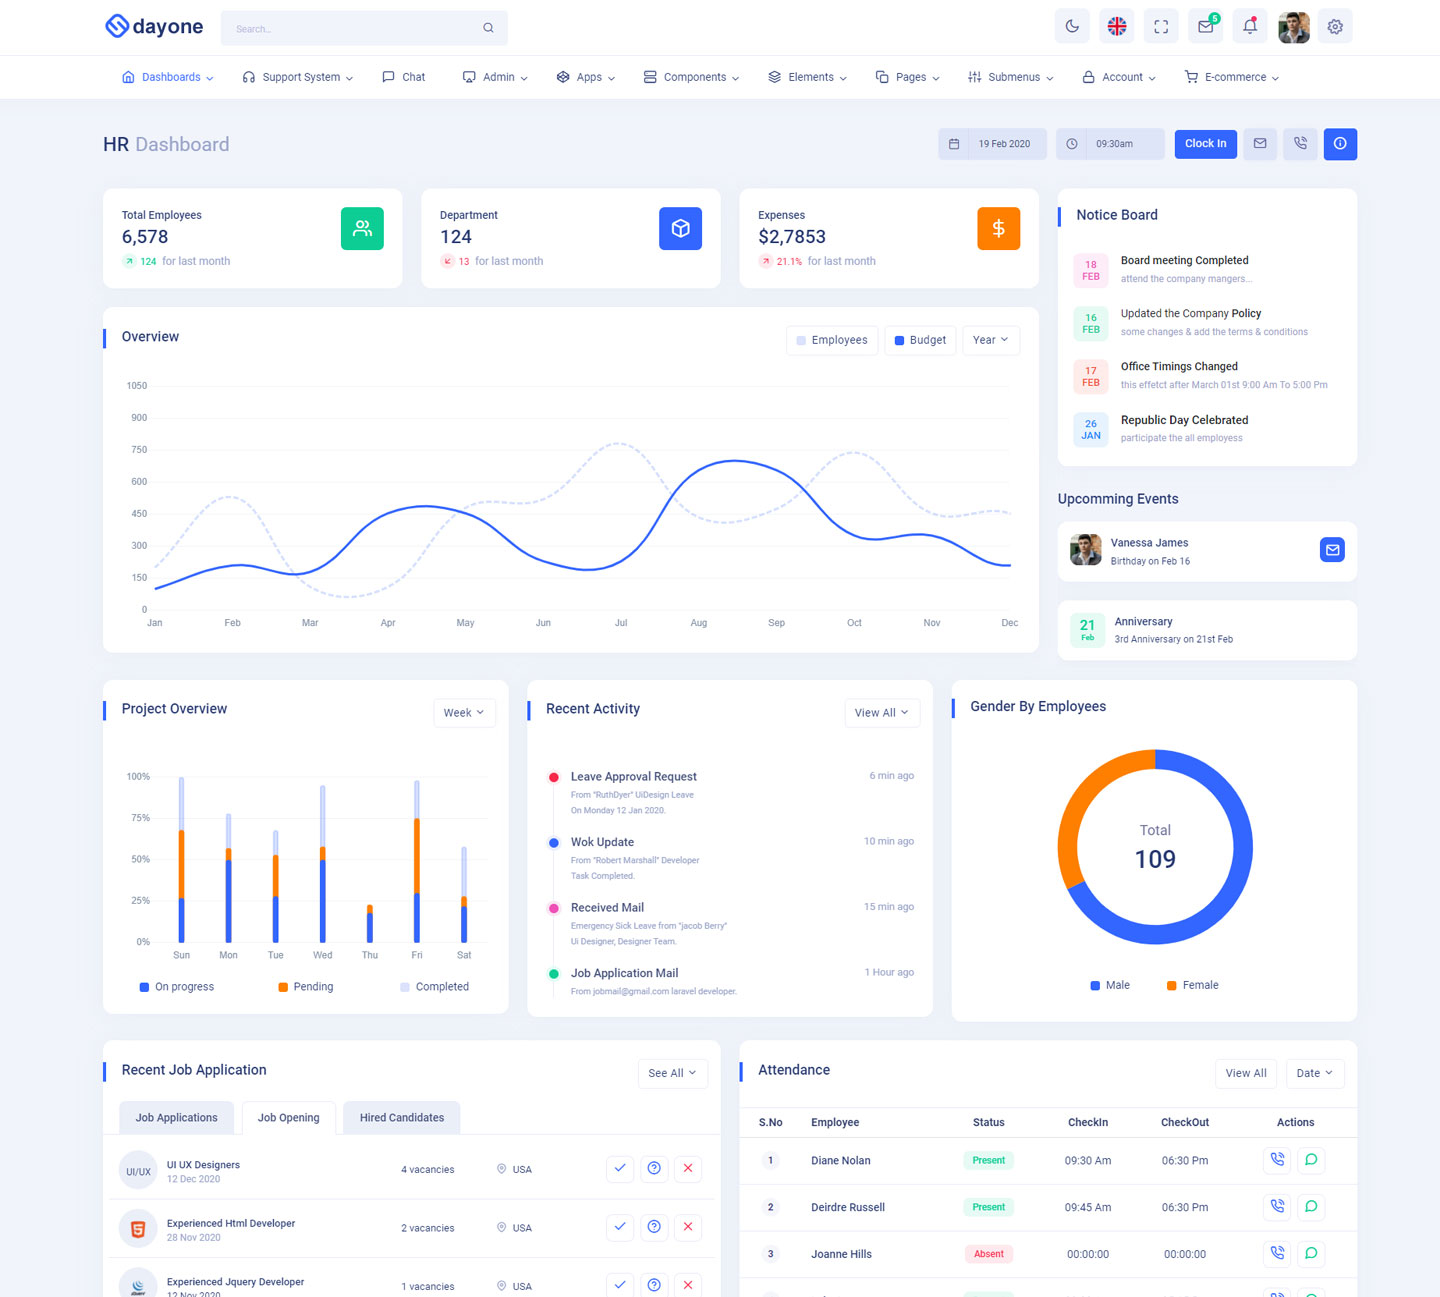 dayone
Search...
5
Dashboards
Support System
Chat
Admin
Apps
Components
Elements
Pages
Submenus
Account
E-commerce
HR Dashboard
19 Feb 2020
09:30am
Clock In
Total Employees
6,578
124 for last month
Department
124
13 for last month
Expenses
$2,7853
21.1% for last month
Notice Board
18
FEB
Board meeting Completed
attend the company mangers...
16
FEB
Updated the Company Policy
some changes & add the terms & conditions
17
FEB
Office Timings Changed
this effetct after March 01st 9:00 Am To 5:00 Pm
26
JAN
Republic Day Celebrated
participate the all employess
Overview
Employees
Budget
Year
1050
900
750
600
450
300
150
0
Jan Feb Mar Apr May Jun Jul Aug Sep Oct Nov Dec
Upcomming Events
Vanessa James
Birthday on Feb 16
21
Feb
Anniversary
3rd Anniversary on 21st Feb
Project Overview
Week
100%
75%
50%
25%
0%
Sun Mon Tue Wed Thu Fri Sat
On progress
Pending
Completed
Recent Activity
View All
Leave Approval Request
6 min ago
From "RuthDyer" UiDesign Leave
On Monday 12 Jan 2020.
Wok Update
10 min ago
From "Robert Marshall" Developer
Task Completed.
Received Mail
15 min ago
Emergency Sick Leave from "jacob Berry"
Ui Designer, Designer Team.
Job Application Mail
1 Hour ago
From jobmail@gmail.com laravel developer.
Gender By Employees
Total
109
Male
Female
Recent Job Application
See All
Job Applications
Job Opening
Hired Candidates
UI/UX
UI UX Designers
12 Dec 2020
4 vacancies
USA
Experienced Html Developer
28 Nov 2020
2 vacancies
USA
Experienced Jquery Developer
12 Nov 2020
1 vacancies
USA
Attendance
View All
Date
S.No Employee Status CheckIn CheckOut Actions
1 Diane Nolan Present 09:30 Am 06:30 Pm
2 Deirdre Russell Present 09:45 Am 06:30 Pm
3 Joanne Hills Absent 00:00:00 00:00:00